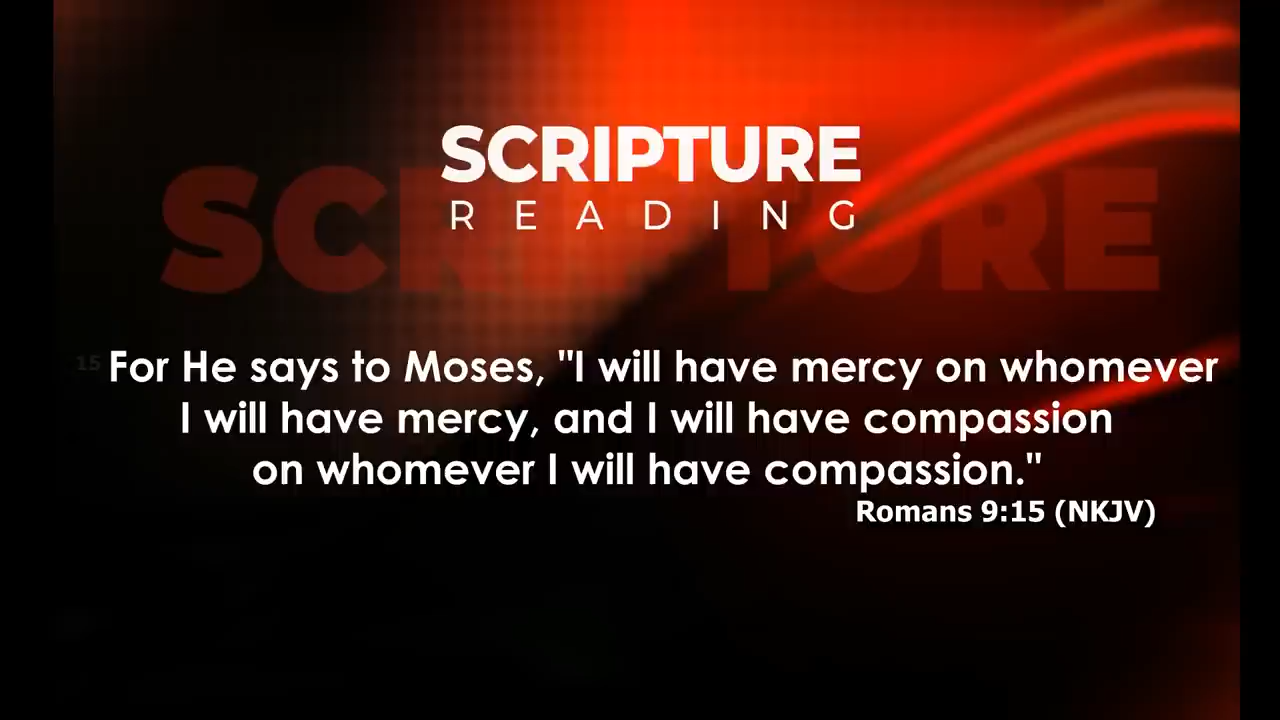 SCRIPTURE
READING
SCRIPTURE
15 For He says to Moses, "I will have mercy on whomever
I will have mercy, and I will have compassion
on whomever I will have compassion."
Romans 9:15 (NKJV)